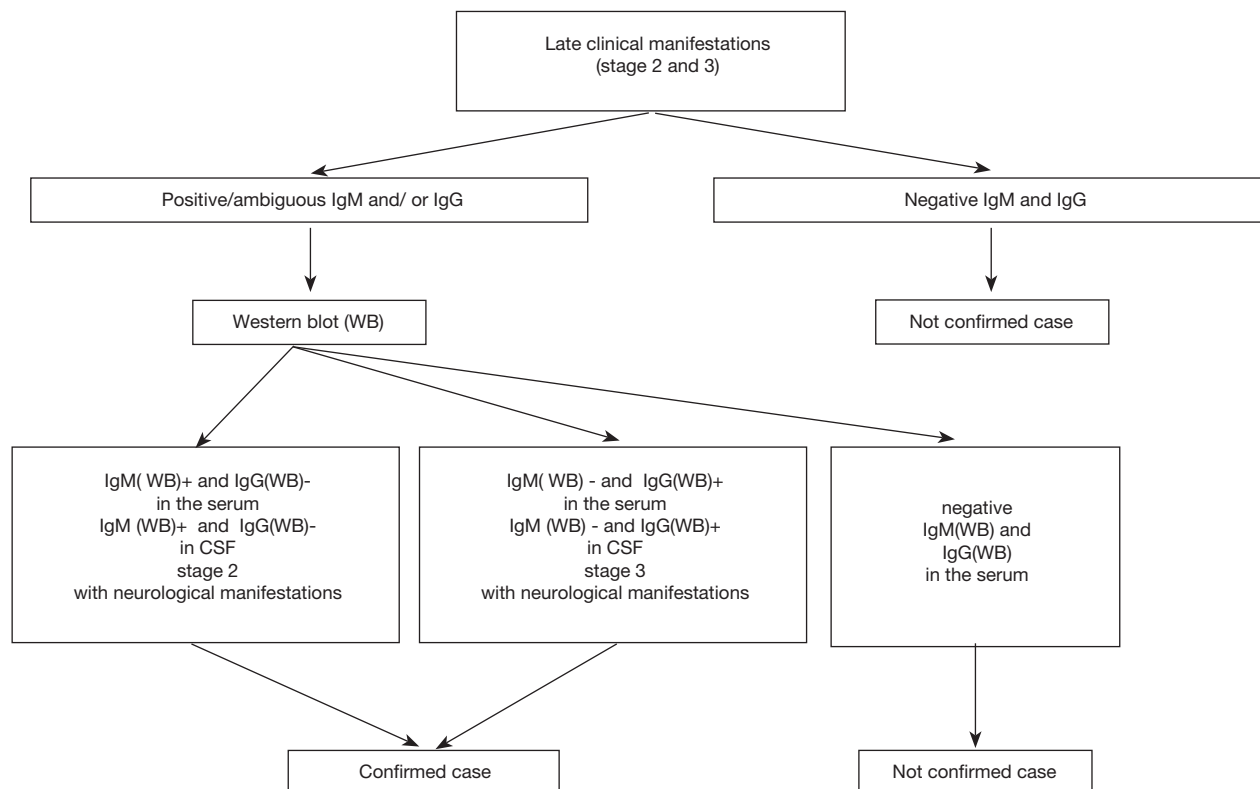 Late clinical manifestations
(stage 2 and 3)
Positive/ambiguous IgM and/ or IgG
Negative IgM and IgG
Western blot (WB)
Not confirmed case
IgM( WB)+ and IgG(WB)-
in the serum
IgM (WB)+ and IgG(WB)-
in CSF
stage 2
with neurological manifestations
IgM( WB) - and IgG(WB)+
in the serum
IgM (WB) - and IgG(WB)+
in CSF
stage 3
with neurological manifestations
negative
IgM(WB) and
IgG(WB)
in the serum
Confirmed case
Not confirmed case